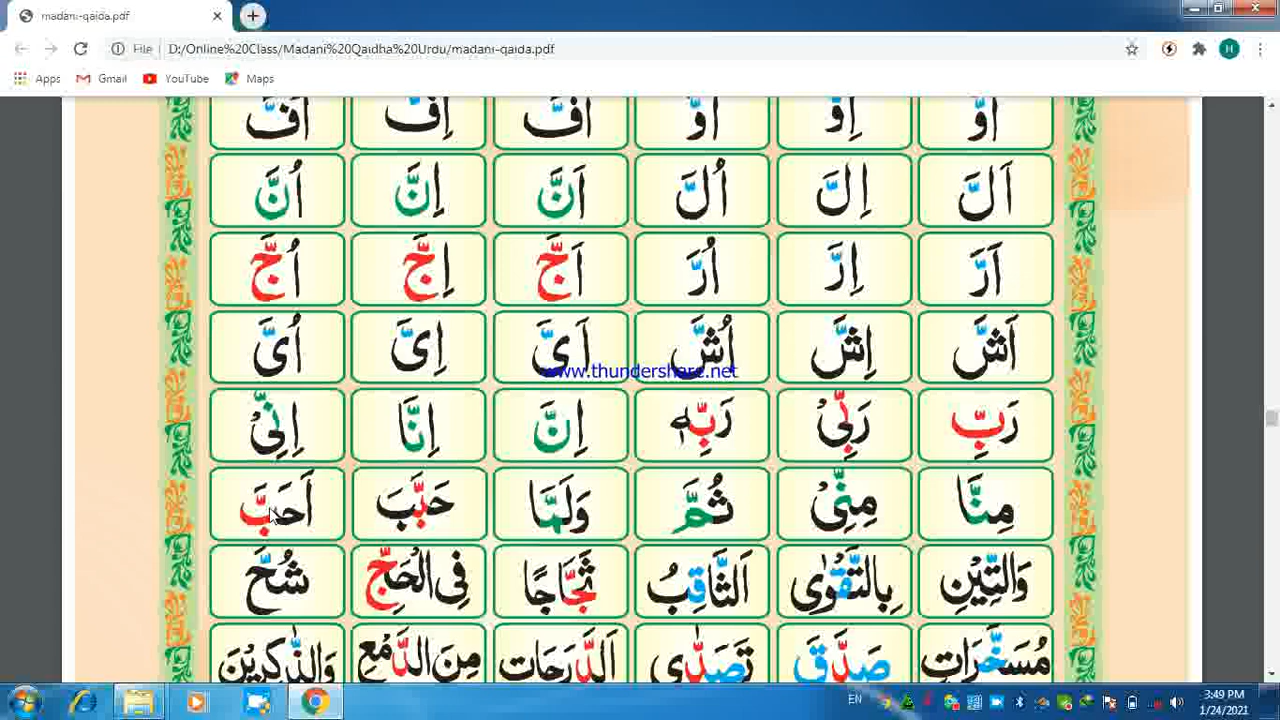 madani-qaida.pdf
File D:/Online%20Class/Madani%20Qaidha%20Urdu/madani-qaida.pdf
Apps Gmail YouTube Maps
اَوَّ اِوَّ اُوَّ اَفَّ اِفَّ اُفَّ
اَلَّ اِلَّ اُلَّ اَنَّ اِنَّ اُنَّ
اَرَّ اِرَّ اُرَّ اَجَّ اِجَّ اُجَّ
اَشَّ اِشَّ اُشَّ اَیَّ اِیَّ اُیَّ
www.thundershare.net
رَبِّ رَبِّیْ رَبِّهٖ اِنَّ اِنَّا اِنِّیْ
مِنَّا مِنِّیْ ثُمَّ وَلَمَّا حَبَّبَ اَحَبَّ
وَالتِّیْنِ بِالتَّقْوٰی اَلثَّاقِبُ ثَجَّاجًا فِی الْحَجِّ شُحَّ
مُسَخَّرَاتٍ صَدَّقَ تَصَدّٰی اَلدَّرَجَات مِنَ الدَّمْعِ وَالذّٰکِرِیْنَ
EN 3:49 PM
1/24/2021